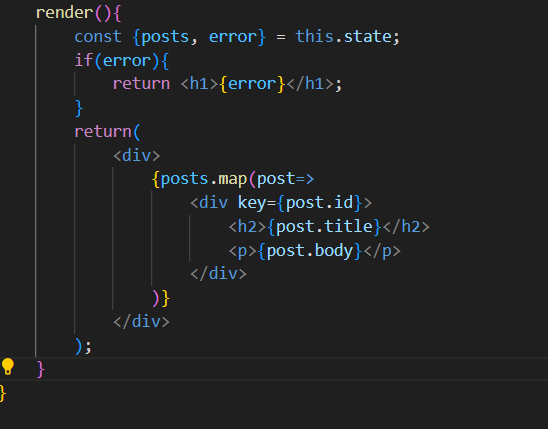 render(){
const {posts, error} = this.state;
if(error){
return <h1>{error}</h1>;
}
return(
<div>
{posts.map(post=>
<div key={post.id}>
<h2>{post.title}</h2>
<p>{post.body}</p>
</div>
)}
</div>
);
}
}